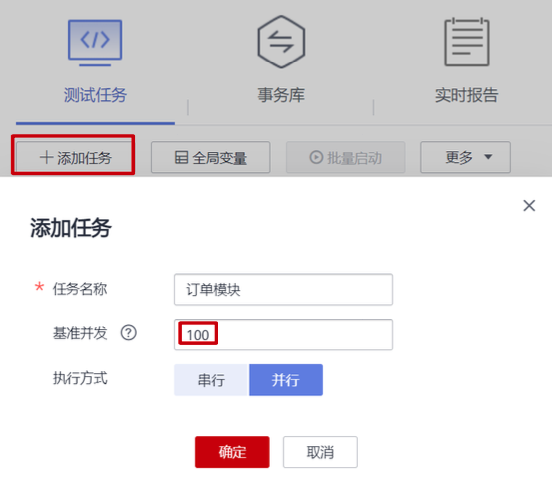 测试任务 事务库 实时报告
添加任务 全局变量 批量启动 更多
添加任务
* 任务名称 订单模块
基准并发 ? 100
执行方式 串行 并行
确定 取消